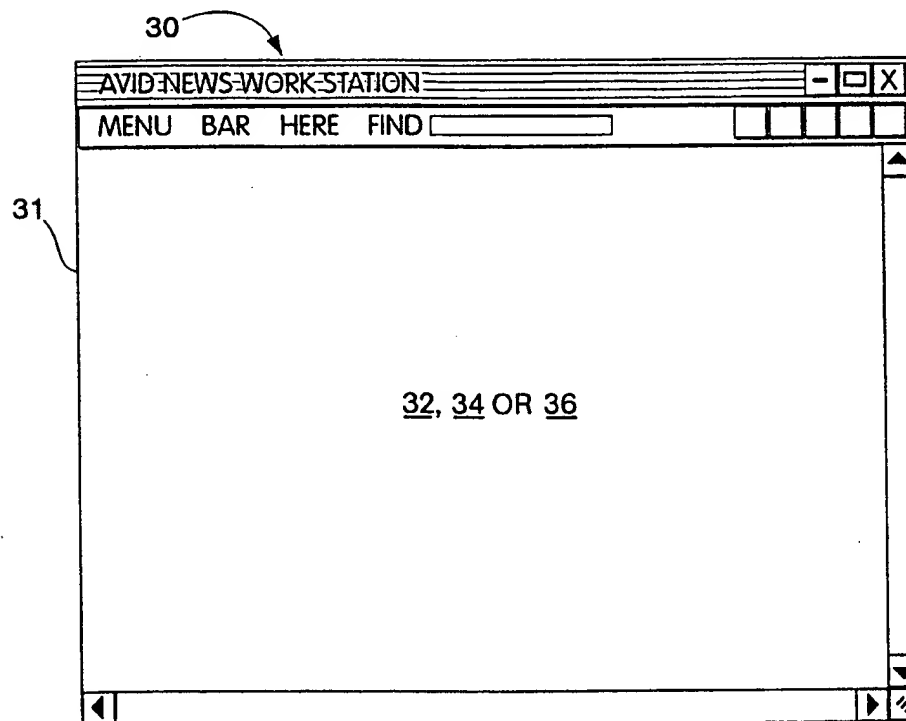 30
AVID NEWS WORK STATION
- X
MENU BAR HERE FIND
31
32, 34 OR 36